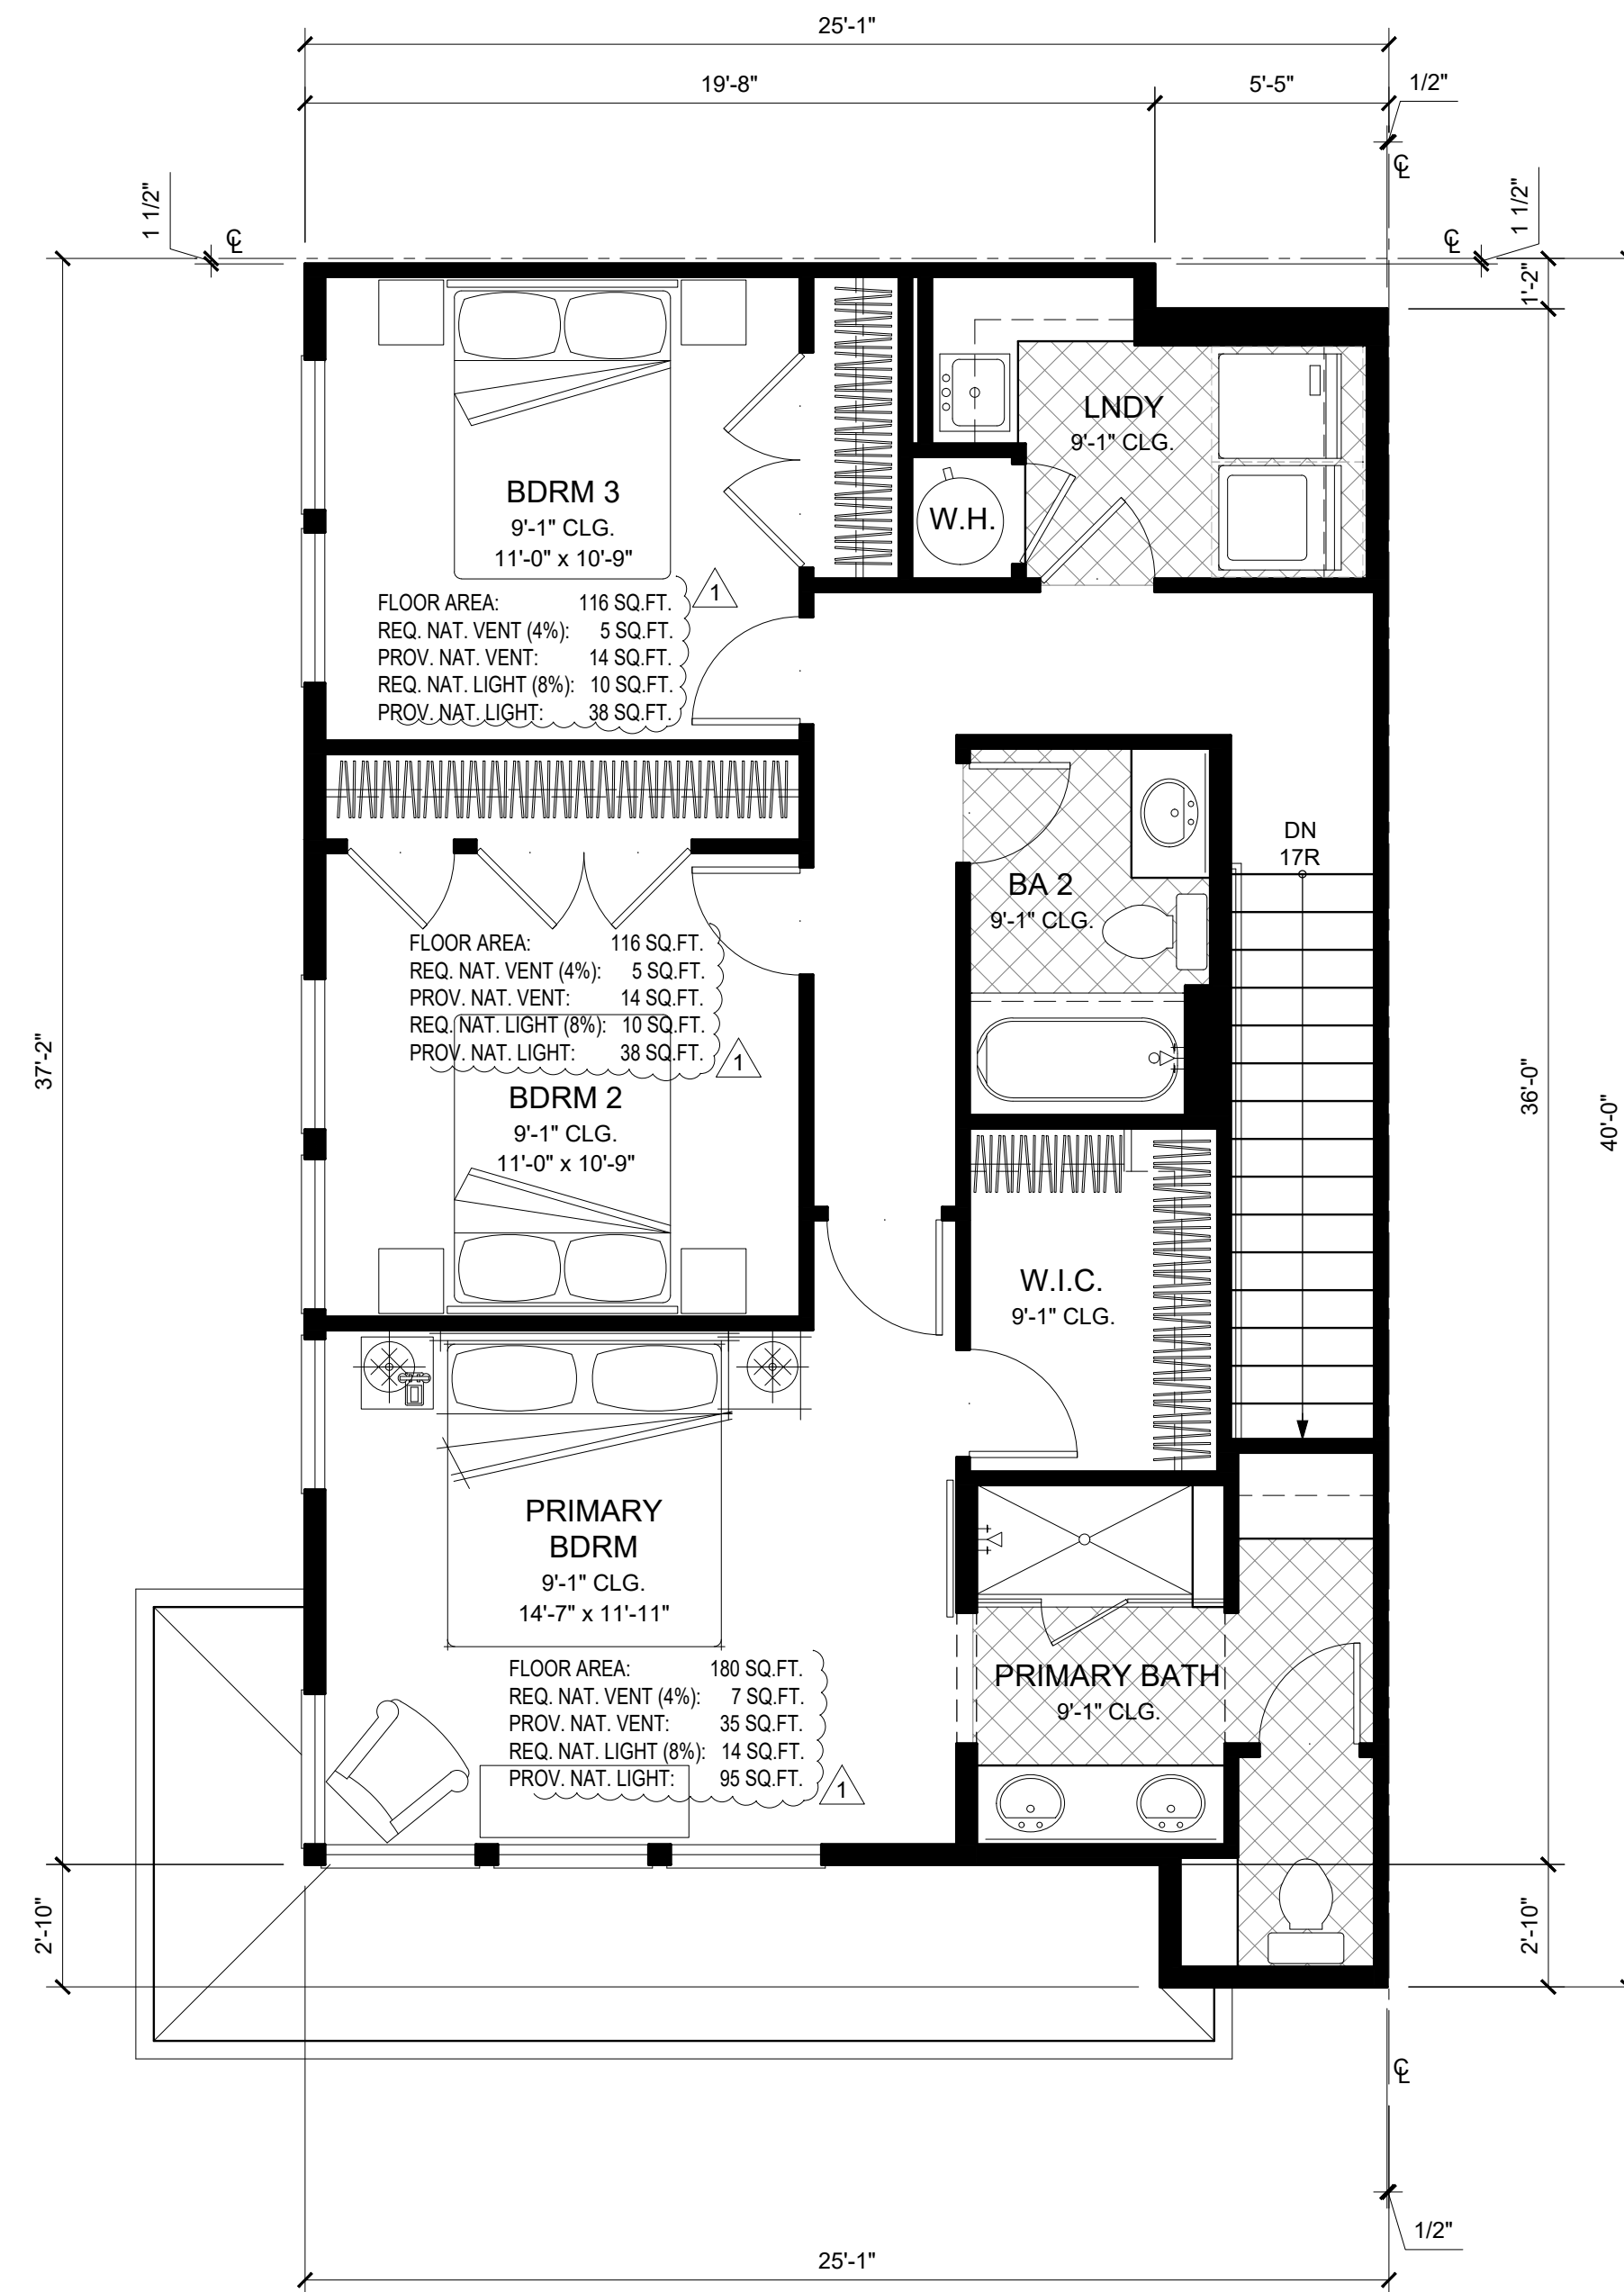 25'-1"
19'-8"
5'-5"
1/2"
℄
1 1/2"
℄
℄
1 1/2"
1'-2"
LNDY
9'-1" CLG.
BDRM 3
9'-1" CLG.
11'-0" x 10'-9"
W.H.
FLOOR AREA: 116 SQ.FT.
REQ. NAT. VENT (4%): 5 SQ.FT.
PROV. NAT. VENT: 14 SQ.FT.
REQ. NAT. LIGHT (8%): 10 SQ.FT.
PROV. NAT. LIGHT: 38 SQ.FT.
1
DN
17R
BA 2
9'-1" CLG.
FLOOR AREA: 116 SQ.FT.
REQ. NAT. VENT (4%): 5 SQ.FT.
PROV. NAT. VENT: 14 SQ.FT.
REQ. NAT. LIGHT (8%): 10 SQ.FT.
PROV. NAT. LIGHT: 38 SQ.FT.
1
BDRM 2
9'-1" CLG.
11'-0" x 10'-9"
37'-2"
36'-0"
40'-0"
W.I.C.
9'-1" CLG.
PRIMARY
BDRM
9'-1" CLG.
14'-7" x 11'-11"
FLOOR AREA: 180 SQ.FT.
REQ. NAT. VENT (4%): 7 SQ.FT.
PROV. NAT. VENT: 35 SQ.FT.
REQ. NAT. LIGHT (8%): 14 SQ.FT.
PROV. NAT. LIGHT: 95 SQ.FT.
1
PRIMARY BATH
9'-1" CLG.
2'-10"
2'-10"
℄
1/2"
25'-1"